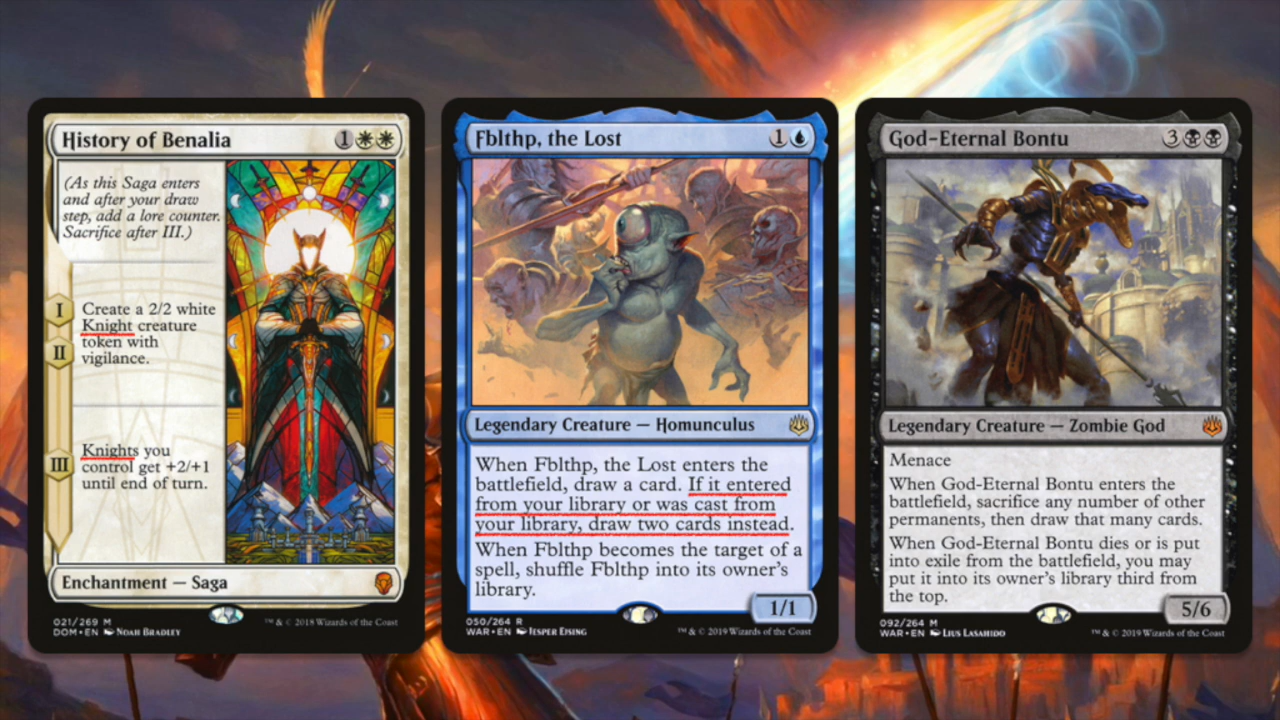 History of Benalia
1
(As this Saga enters
and after your draw
step, add a lore counter.
Sacrifice after III.)
I
II
Create a 2/2 white
Knight creature
token with
vigilance.
III
Knights you
control get +2/+1
until end of turn.
Enchantment — Saga
021/269 M
DOM • EN Noah Bradley
™ & © 2018 Wizards of the Coast
Fblthp, the Lost
1
Legendary Creature — Homunculus
When Fblthp, the Lost enters the
battlefield, draw a card. If it entered
from your library or was cast from
your library, draw two cards instead.
When Fblthp becomes the target of a
spell, shuffle Fblthp into its owner's
library.
1/1
050/264 R
WAR • EN Jesper Ejsing
™ & © 2019 Wizards of the Coast
God-Eternal Bontu
3
Legendary Creature — Zombie God
Menace
When God-Eternal Bontu enters the
battlefield, sacrifice any number of other
permanents, then draw that many cards.
When God-Eternal Bontu dies or is put
into exile from the battlefield, you may
put it into its owner's library third from
the top.
5/6
092/264 M
WAR • EN Lius Lasahido
™ & © 2019 Wizards of the Coast